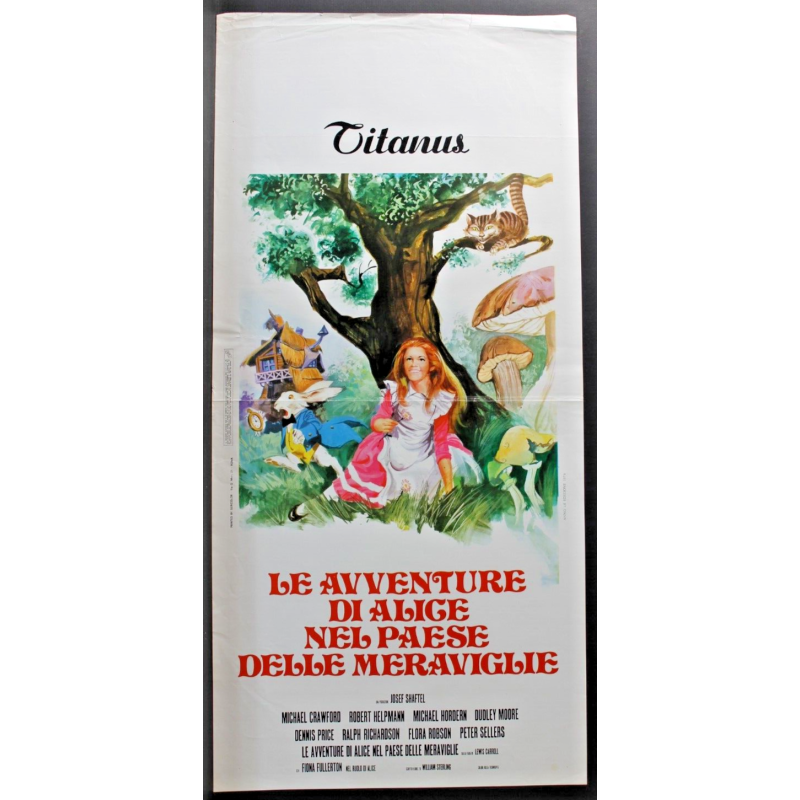 Titanus
LE AVVENTURE
DI ALICE
NEL PAESE
DELLE MERAVIGLIE
JOSEF SHAFTEL
MICHAEL CRAWFORD ROBERT HELPMANN MICHAEL HORDERN DUDLEY MOORE
DENNIS PRICE RALPH RICHARDSON FLORA ROBSON PETER SELLERS
LE AVVENTURE DI ALICE NEL PAESE DELLE MERAVIGLIE LEWIS CARROLL
FIONA FULLERTON NEL RUOLO DI ALICE WILLIAM STERLING